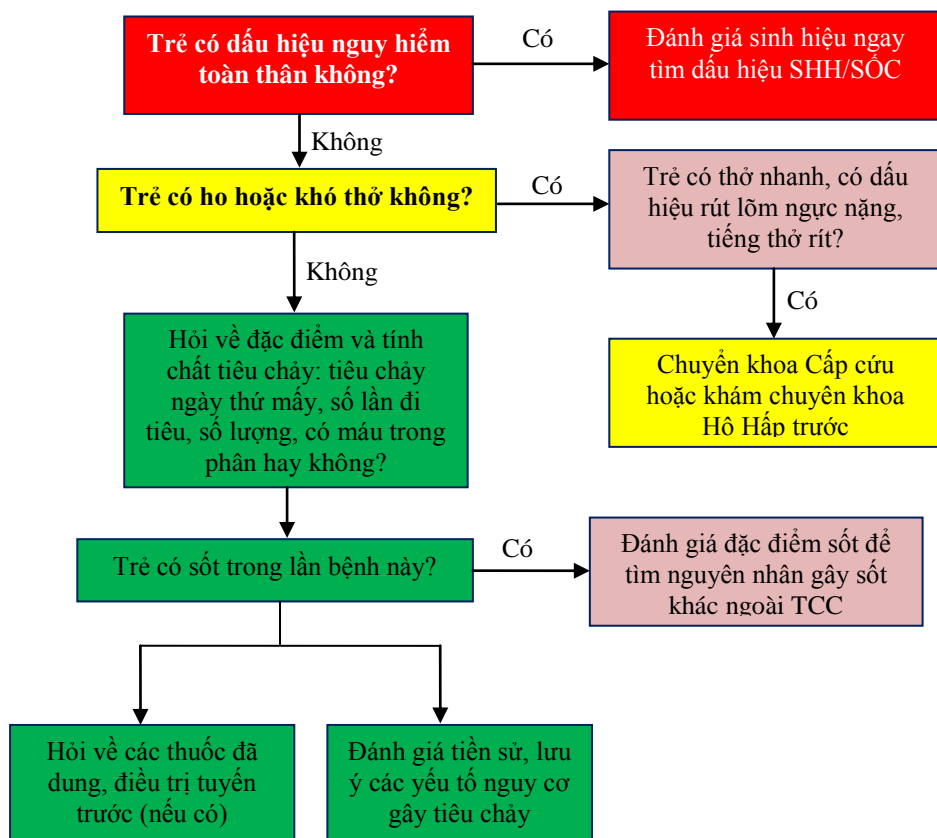 Trẻ có dấu hiệu nguy hiểm
toàn thân không?
Có
Đánh giá sinh hiệu ngay
tìm dấu hiệu SHH/SỐC
Không
Trẻ có ho hoặc khó thở không?
Có
Trẻ có thở nhanh, có dấu
hiệu rút lõm ngực nặng,
tiếng thở rít?
Không
Có
Hỏi về đặc điểm và tính
chất tiêu chảy: tiêu chảy
ngày thứ mấy, số lần đi
tiêu, số lượng, có máu trong
phân hay không?
Chuyển khoa Cấp cứu
hoặc khám chuyên khoa
Hô Hấp trước
Trẻ có sốt trong lần bệnh này?
Có
Đánh giá đặc điểm sốt để
tìm nguyên nhân gây sốt
khác ngoài TCC
Hỏi về các thuốc đã
dung, điều trị tuyến
trước (nếu có)
Đánh giá tiền sử, lưu
ý các yếu tố nguy cơ
gây tiêu chảy